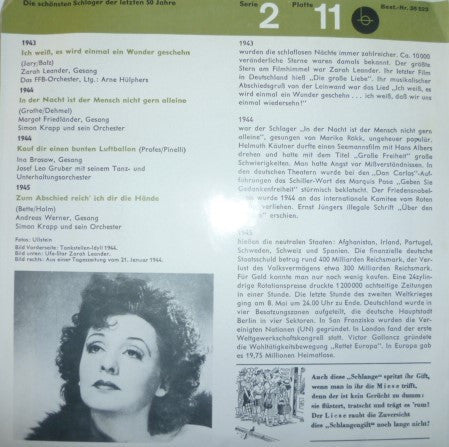 Die schönsten Schlager der letzten 50 Jahre
Serie 2 Platte 11 Best.-Nr. 36 523
1943
Ich weiß, es wird einmal ein Wunder geschehn
(Jary/Balz)
Zarah Leander, Gesang
Das FFB-Orchester, Ltg.: Arne Hülphers
1944
In der Nacht ist der Mensch nicht gern alleine
(Grothe/Dehmel)
Margot Friedländer, Gesang
Simon Krapp und sein Orchester
1944
Kauf dir einen bunten Luftballon (Profes/Pinelli)
Ina Brosow, Gesang
Josef Leo Gruber mit seinem Tanz- und
Unterhaltungsorchester
1945
Zum Abschied reich' ich dir die Hände
(Bette/Holm)
Andreas Werner, Gesang
Simon Krapp und sein Orchester
Fotos: Ullstein
Bild Vorderseite: Tankstellen-Idyll 1944.
Bild unten: Ufa-Star Zarah Leander.
Bild rechts: Aus einer Tageszeitung vom 21. Januar 1944.
1943
wurden die schlaflosen Nächte immer zahlreicher. Ca. 10 000
veränderliche Sterne waren damals bekannt. Der größte
Stern am Filmhimmel war Zarah Leander. Ihr letzter Film
in Deutschland hieß „Die große Liebe". Ihr musikalischer
Abschiedsgruß von der Leinwand war das Lied „Ich weiß, es
wird einmal ein Wunder geschehen . . . ich weiß, daß wir uns
einmal wiedersehen!"
1944
war der Schlager „In der Nacht ist der Mensch nicht gern
alleine", gesungen von Marika Rökk, ungeheuer populär.
Helmuth Käutner durfte einen Seemannsfilm mit Hans Albers
drehen und hatte mit dem Titel „Große Freiheit" große
Schwierigkeiten. Man hatte Angst vor Mißverständnissen. In
den deutschen Theatern wurde bei den „Don Carlos"-Auf-
führungen das Schiller-Wort des Marquis Posa „Geben Sie
Gedankenfreiheit" stürmisch beklatscht. Der Friedensnobel-
preis wurde 1944 an das internationale Komitee vom Roten
verliehen. Ernst Jüngers illegale Schrift „Über den
" erschien.
1945
hießen die neutralen Staaten: Afghanistan, Irland, Portugal,
Schweden, Schweiz und Spanien. Die finanzielle deutsche
Staatsschuld betrug rund 400 Milliarden Reichsmark, der Ver-
lust des Volksvermögens etwa 300 Milliarden Reichsmark.
Für Geld konnte man nur noch wenig kaufen. Eine 24zylin-
drige Rotationspresse druckte 1 200 000 achtseitige Zeitungen
in einer Stunde. Die letzte Stunde des zweiten Weltkrieges
ging am 8. Mai um 24.00 Uhr zu Ende. Deutschland wurde in
vier Besatzungszonen aufgeteilt, die deutsche Hauptstadt
Berlin in vier Sektoren. In San Franzisko wurden die Ver-
einigten Nationen (UN) gegründet. In London fand der erste
Weltgewerkschaftskongreß statt. Victor Gollancz gründete
die Wohltätigkeitsbewegung „Rettet Europa". In Europa gab
es 19,75 Millionen Heimatlose.
Auch diese „Schlange" spritzt ihr Gift,
wenn man in ihr die Miese trifft,
denn der ist kein Gerücht zu dumm:
sie flüstert, tratscht und trägt es 'rum!
Der Liese raubt die Zuversicht
dies „Schlangengift" noch lange nicht!